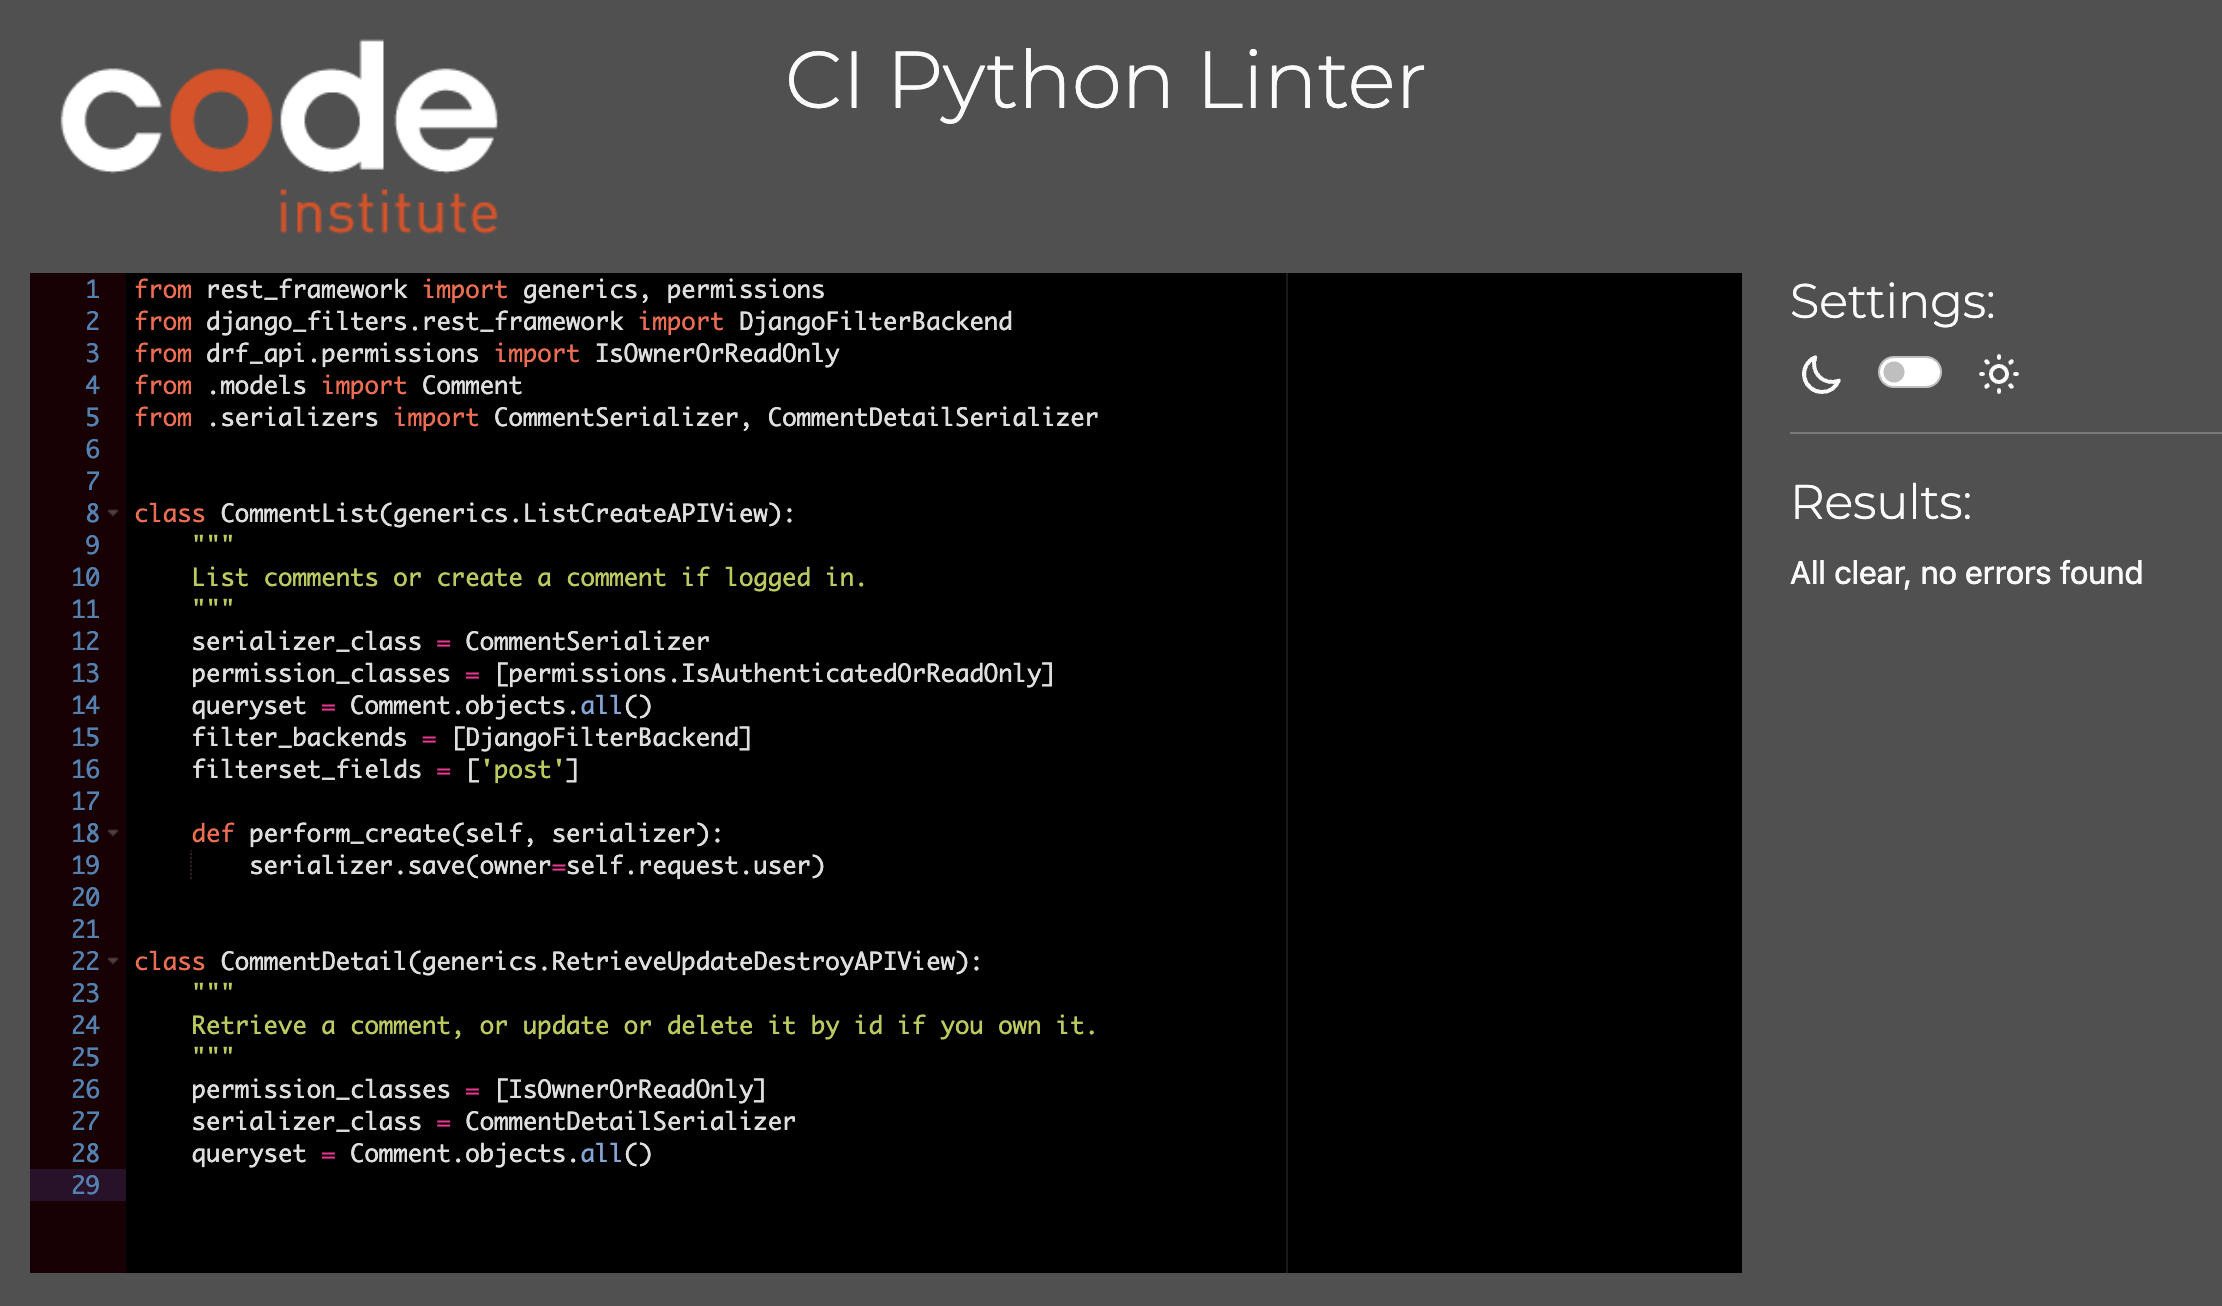 code
institute
CI Python Linter
1 from rest_framework import generics, permissions
2 from django_filters.rest_framework import DjangoFilterBackend
3 from drf_api.permissions import IsOwnerOrReadOnly
4 from .models import Comment
5 from .serializers import CommentSerializer, CommentDetailSerializer
6
7
8 class CommentList(generics.ListCreateAPIView):
9     """
10     List comments or create a comment if logged in.
11     """
12     serializer_class = CommentSerializer
13     permission_classes = [permissions.IsAuthenticatedOrReadOnly]
14     queryset = Comment.objects.all()
15     filter_backends = [DjangoFilterBackend]
16     filterset_fields = ['post']
17
18     def perform_create(self, serializer):
19         serializer.save(owner=self.request.user)
20
21
22 class CommentDetail(generics.RetrieveUpdateDestroyAPIView):
23     """
24     Retrieve a comment, or update or delete it by id if you own it.
25     """
26     permission_classes = [IsOwnerOrReadOnly]
27     serializer_class = CommentDetailSerializer
28     queryset = Comment.objects.all()
29
Settings:
Results:
All clear, no errors found